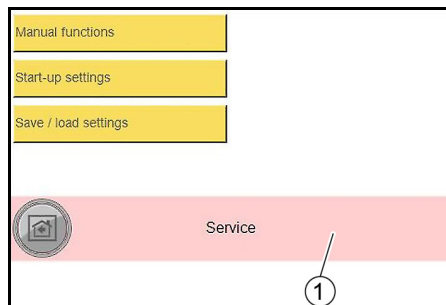 Manual functions
Start-up settings
Save / load settings
Service
1